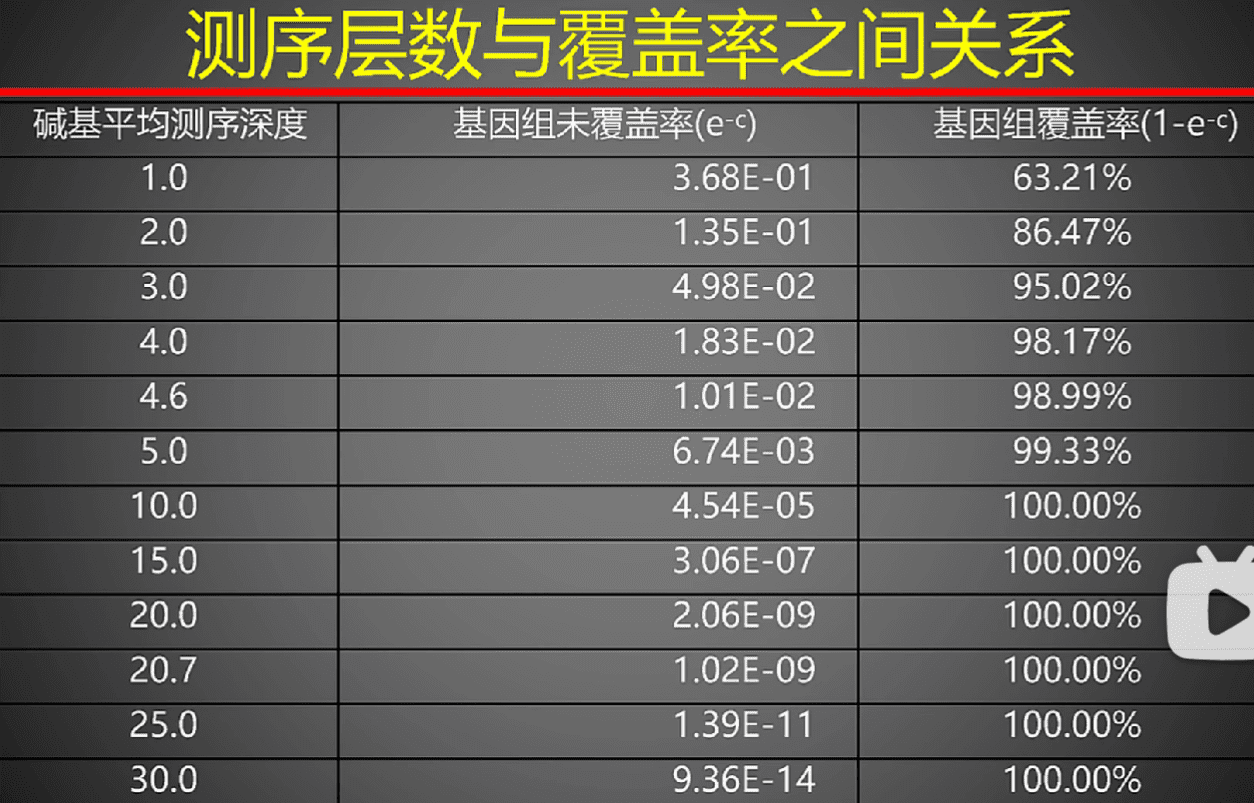 测序层数与覆盖率之间关系
碱基平均测序深度 基因组未覆盖率(e⁻ᶜ) 基因组覆盖率(1-e⁻ᶜ)
1.0 3.68E-01 63.21%
2.0 1.35E-01 86.47%
3.0 4.98E-02 95.02%
4.0 1.83E-02 98.17%
4.6 1.01E-02 98.99%
5.0 6.74E-03 99.33%
10.0 4.54E-05 100.00%
15.0 3.06E-07 100.00%
20.0 2.06E-09 100.00%
20.7 1.02E-09 100.00%
25.0 1.39E-11 100.00%
30.0 9.36E-14 100.00%